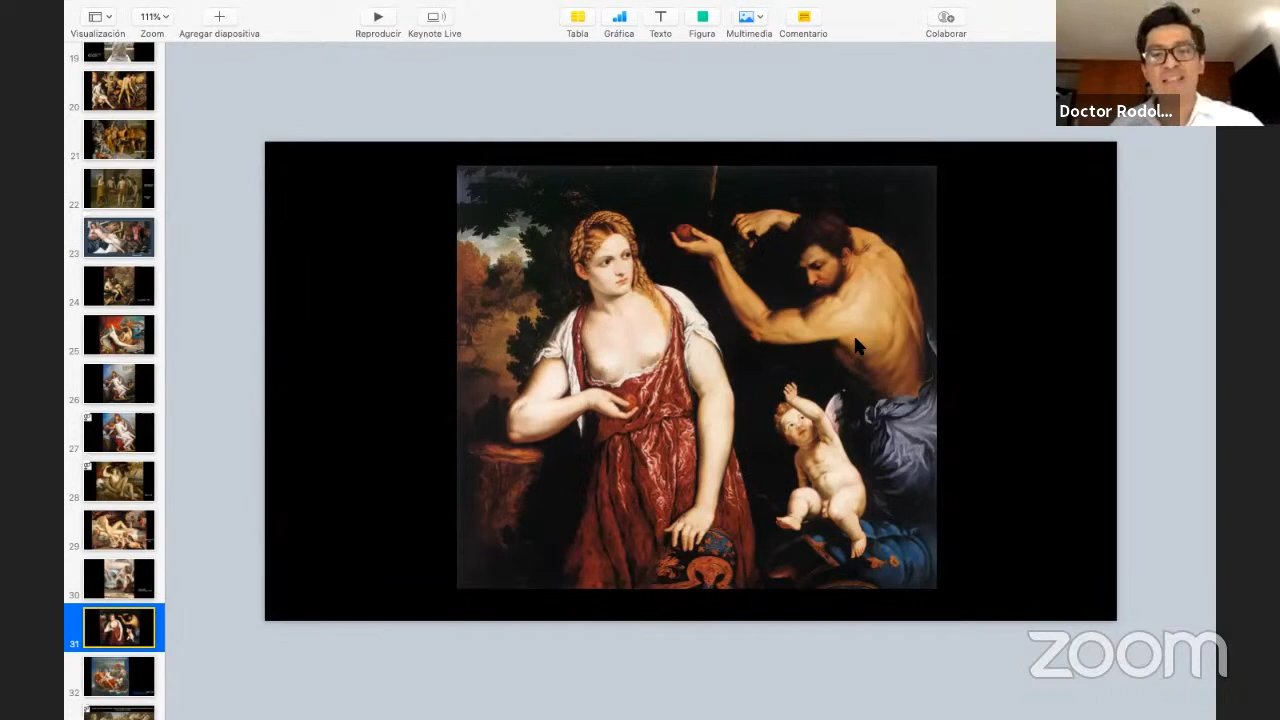 111%
Visualización
Zoom
Agregar diapositiva
Reproducir
Keynote Live
Tabla
Gráfica
Texto
Figura
Multimedia
Comentario
Colaborar
Doctor Rodol...
19
20
21
22
23
24
25
26
27
28
29
30
31
32
zoom